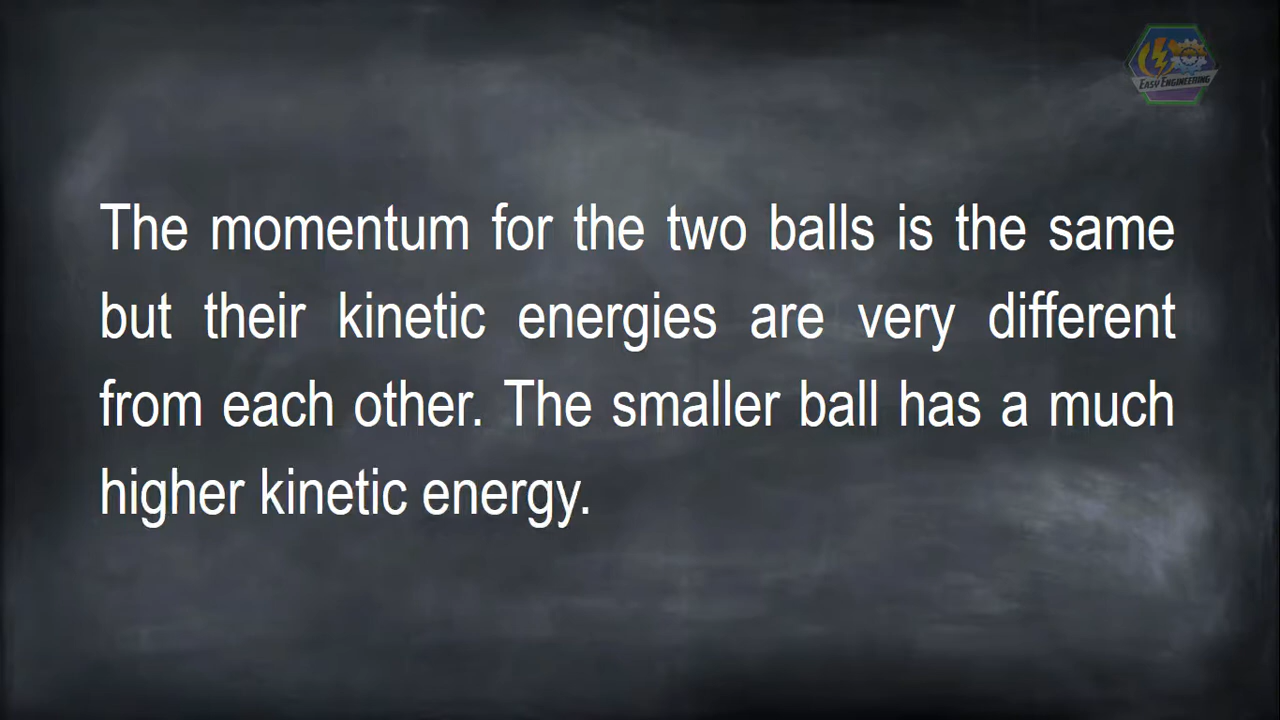 EASY ENGINEERING
The momentum for the two balls is the same
but their kinetic energies are very different
from each other. The smaller ball has a much
higher kinetic energy.